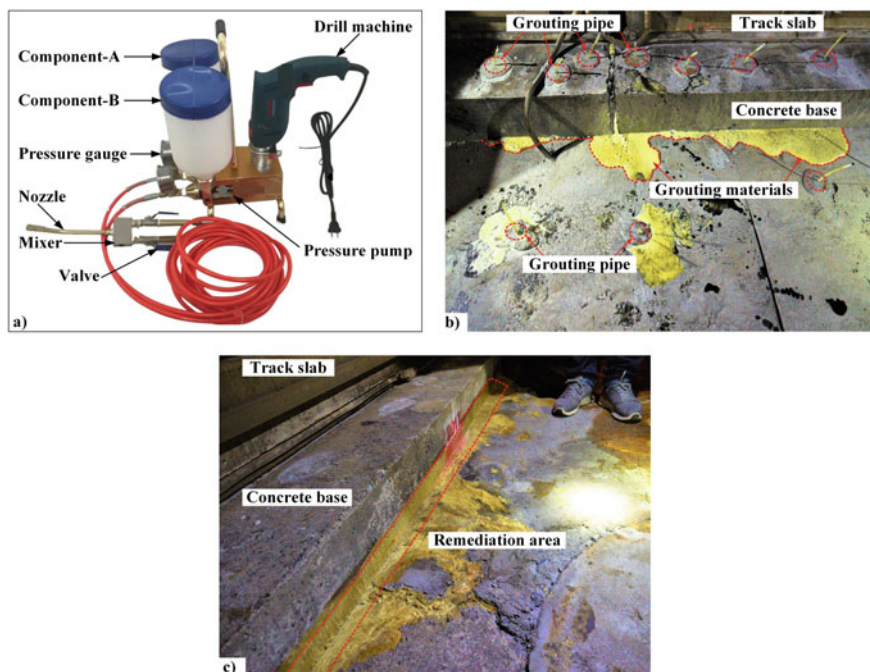 Component-A
Drill machine
Component-B
Pressure gauge
Nozzle
Mixer
Valve
Pressure pump
a)
Grouting pipe
Track slab
Concrete base
Grouting materials
Grouting pipe
b)
Track slab
Concrete base
Remediation area
c)